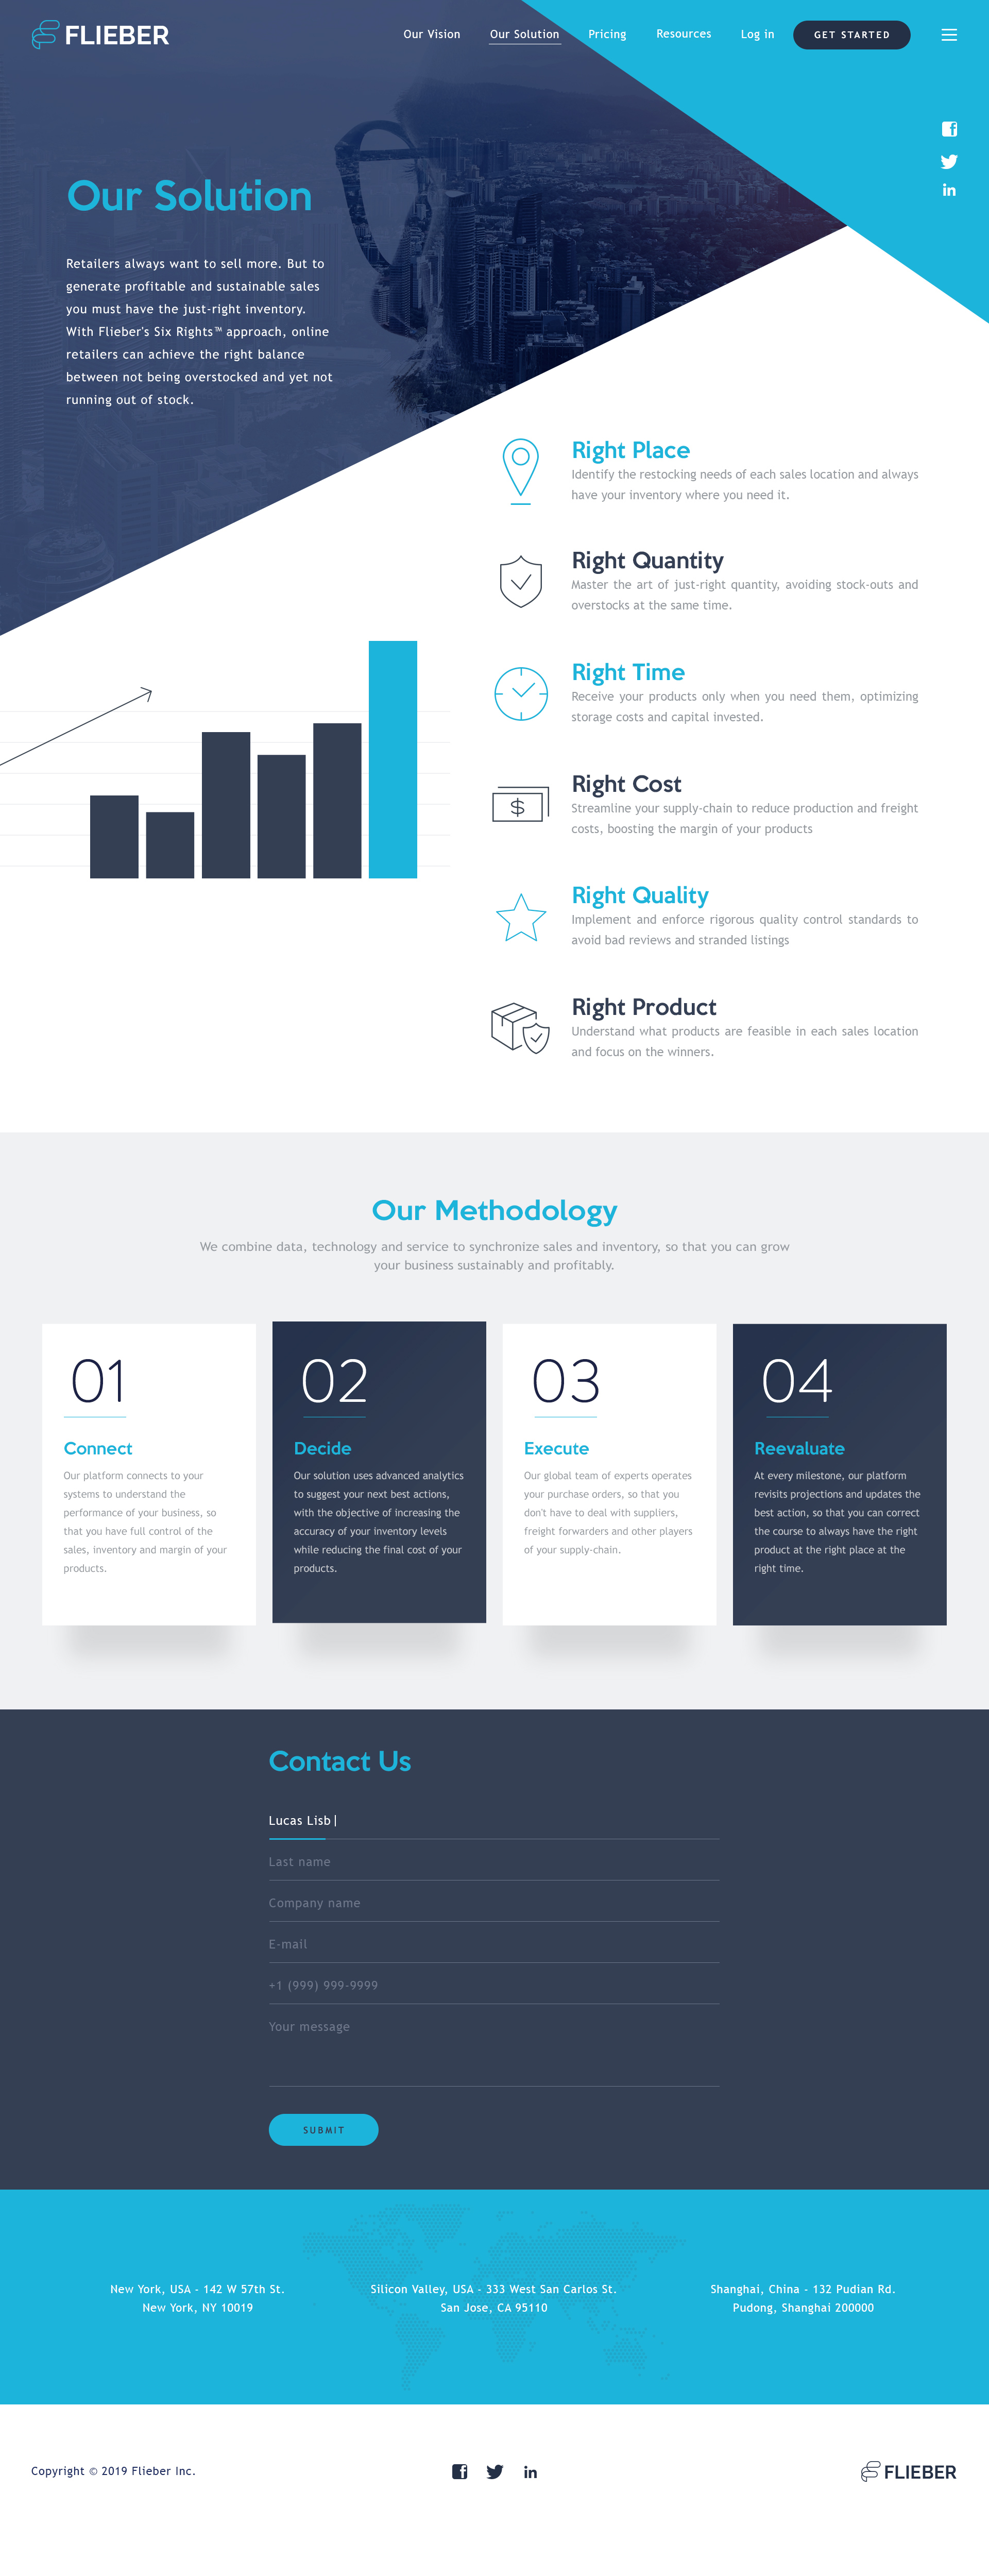 FLIEBER
Our Vision
Our Solution
Pricing
Resources
Log in
GET STARTED
Our Solution
Retailers always want to sell more. But to
generate profitable and sustainable sales
you must have the just-right inventory.
With Flieber's Six Rights™ approach, online
retailers can achieve the right balance
between not being overstocked and yet not
running out of stock.
Right Place
Identify the restocking needs of each sales location and always
have your inventory where you need it.
Right Quantity
Master the art of just-right quantity, avoiding stock-outs and
overstocks at the same time.
Right Time
Receive your products only when you need them, optimizing
storage costs and capital invested.
Right Cost
Streamline your supply-chain to reduce production and freight
costs, boosting the margin of your products
Right Quality
Implement and enforce rigorous quality control standards to
avoid bad reviews and stranded listings
Right Product
Understand what products are feasible in each sales location
and focus on the winners.
Our Methodology
We combine data, technology and service to synchronize sales and inventory, so that you can grow
your business sustainably and profitably.
01
Connect
Our platform connects to your
systems to understand the
performance of your business, so
that you have full control of the
sales, inventory and margin of your
products.
02
Decide
Our solution uses advanced analytics
to suggest your next best actions,
with the objective of increasing the
accuracy of your inventory levels
while reducing the final cost of your
products.
03
Execute
Our global team of experts operates
your purchase orders, so that you
don't have to deal with suppliers,
freight forwarders and other players
of your supply-chain.
04
Reevaluate
At every milestone, our platform
revisits projections and updates the
best action, so that you can correct
the course to always have the right
product at the right place at the
right time.
Contact Us
Lucas Lisb
Last name
Company name
E-mail
+1 (999) 999-9999
Your message
SUBMIT
New York, USA - 142 W 57th St.
New York, NY 10019
Silicon Valley, USA - 333 West San Carlos St.
San Jose, CA 95110
Shanghai, China - 132 Pudian Rd.
Pudong, Shanghai 200000
Copyright © 2019 Flieber Inc.
FLIEBER